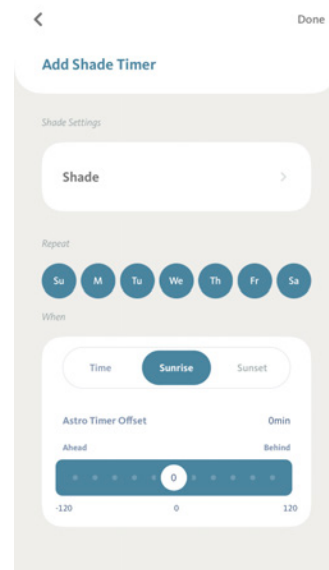 Done
Add Shade Timer
Shade Settings
Shade
Repeat
Su M Tu We Th Fr Sa
When
Time Sunrise Sunset
Astro Timer Offset 0min
Ahead Behind
0
-120 0 120